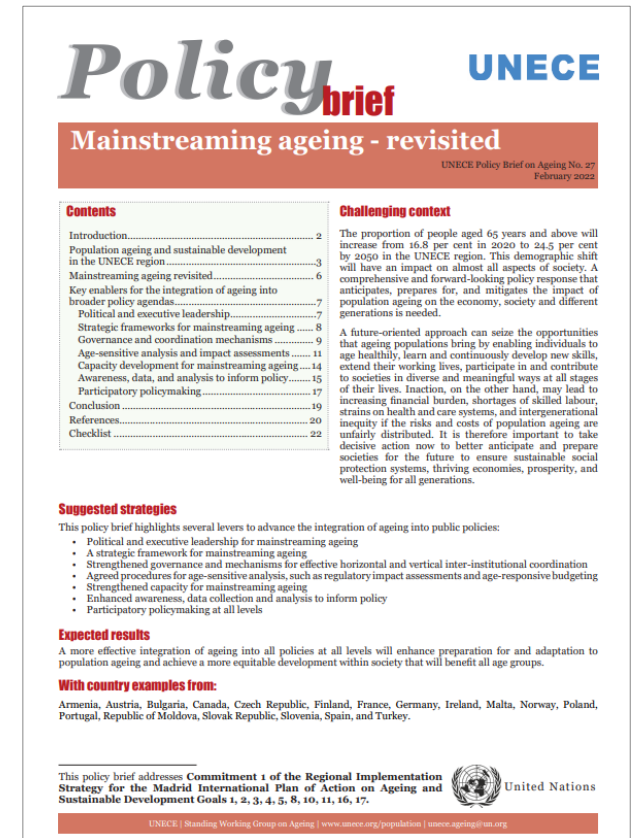 Policy
brief
UNECE
Mainstreaming ageing - revisited
UNECE Policy Brief on Ageing No. 27
February 2022
Contents
Introduction.................................................................. 2
Population ageing and sustainable development
in the UNECE region.....................................................3
Mainstreaming ageing revisited.................................... 6
Key enablers for the integration of ageing into
broader policy agendas..................................................7
Political and executive leadership................................7
Strategic frameworks for mainstreaming ageing ...... 8
Governance and coordination mechanisms .............. 9
Age-sensitive analysis and impact assessments ....... 11
Capacity development for mainstreaming ageing....14
Awareness, data, and analysis to inform policy........15
Participatory policymaking.......................................17
Conclusion...................................................................19
References................................................................... 20
Checklist ..................................................................... 22
Challenging context
The proportion of people aged 65 years and above will
increase from 16.8 per cent in 2020 to 24.5 per cent
by 2050 in the UNECE region. This demographic shift
will have an impact on almost all aspects of society. A
comprehensive and forward-looking policy response that
anticipates, prepares for, and mitigates the impact of
population ageing on the economy, society and different
generations is needed.
A future-oriented approach can seize the opportunities
that ageing populations bring by enabling individuals to
age healthily, learn and continuously develop new skills,
extend their working lives, participate in and contribute
to societies in diverse and meaningful ways at all stages
of their lives. Inaction, on the other hand, may lead to
increasing financial burden, shortages of skilled labour,
strains on health and care systems, and intergenerational
inequity if the risks and costs of population ageing are
unfairly distributed. It is therefore important to take
decisive action now to better anticipate and prepare
societies for the future to ensure sustainable social
protection systems, thriving economies, prosperity, and
well-being for all generations.
Suggested strategies
This policy brief highlights several levers to advance the integration of ageing into public policies:
• Political and executive leadership for mainstreaming ageing
• A strategic framework for mainstreaming ageing
• Strengthened governance and mechanisms for effective horizontal and vertical inter-institutional coordination
• Agreed procedures for age-sensitive analysis, such as regulatory impact assessments and age-responsive budgeting
• Strengthened capacity for mainstreaming ageing
• Enhanced awareness, data collection and analysis to inform policy
• Participatory policymaking at all levels
Expected results
A more effective integration of ageing into all policies at all levels will enhance preparation for and adaptation to
population ageing and achieve a more equitable development within society that will benefit all age groups.
With country examples from:
Armenia, Austria, Bulgaria, Canada, Czech Republic, Finland, France, Germany, Ireland, Malta, Norway, Poland,
Portugal, Republic of Moldova, Slovak Republic, Slovenia, Spain, and Turkey.
This policy brief addresses Commitment 1 of the Regional Implementation
Strategy for the Madrid International Plan of Action on Ageing and
Sustainable Development Goals 1, 2, 3, 4, 5, 8, 10, 11, 16, 17.
United Nations
UNECE | Standing Working Group on Ageing | www.unece.org/population | unece.ageing@un.org